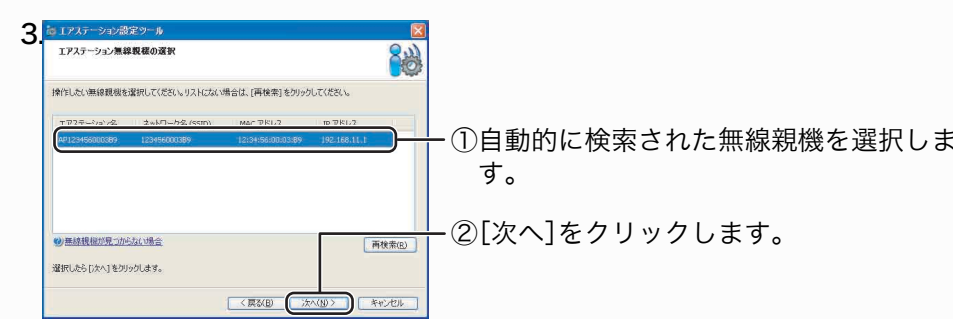 3.
エアステーション設定ツール
エアステーション無線親機の選択
操作したい無線親機を選択してください。リストにない場合は、[再検索]をクリックしてください。
エアステーション名 ネットワーク名(SSID) MAC アドレス IP アドレス
AP1234560003B9 1234560003B9 12:34:56:00:03:B9 192.168.11.1
①自動的に検索された無線親機を選択しま
す。
無線親機が見つからない場合
再検索(R)
②[次へ]をクリックします。
選択したら[次へ]をクリックします。
<戻る(B) 次へ(N)> キャンセル